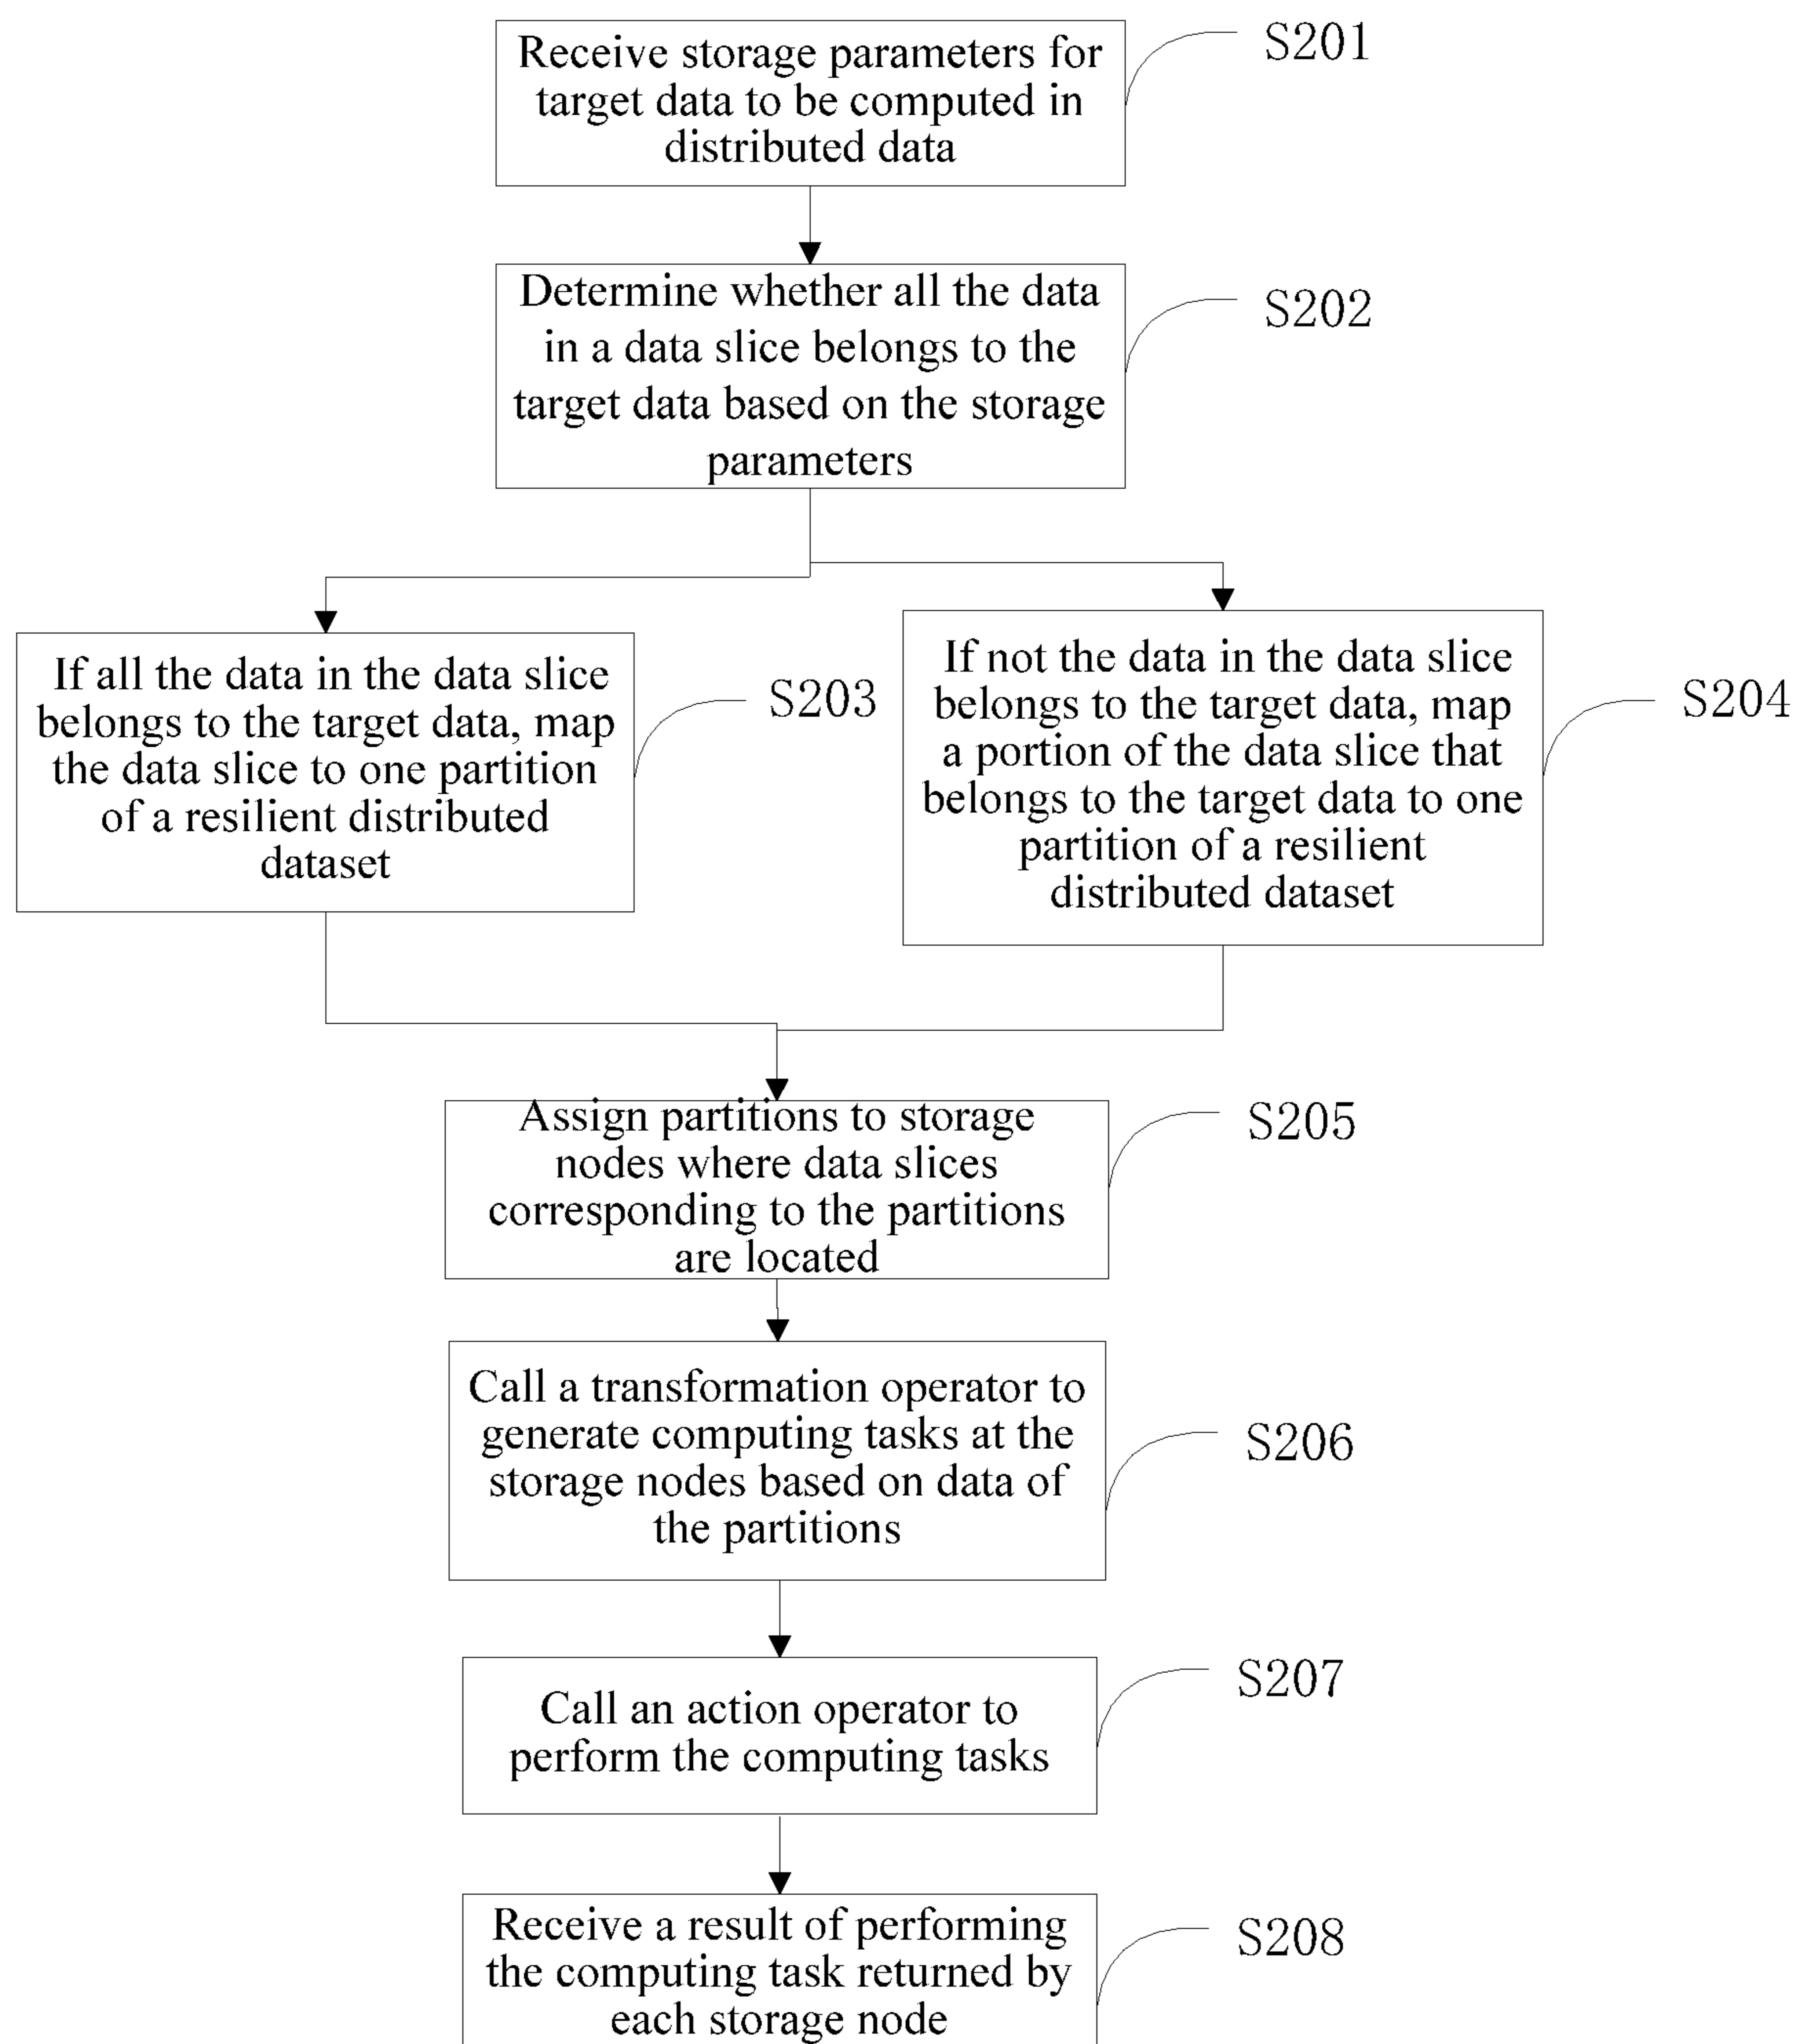 Receive storage parameters for
target data to be computed in
distributed data
S201
Determine whether all the data
in a data slice belongs to the
target data based on the storage
parameters
S202
If all the data in the data slice
belongs to the target data, map
the data slice to one partition
of a resilient distributed
dataset
S203
If not the data in the data slice
belongs to the target data, map
a portion of the data slice that
belongs to the target data to one
partition of a resilient
distributed dataset
S204
Assign partitions to storage
nodes where data slices
corresponding to the partitions
are located
S205
Call a transformation operator to
generate computing tasks at the
storage nodes based on data of
the partitions
S206
Call an action operator to
perform the computing tasks
S207
Receive a result of performing
the computing task returned by
each storage node
S208